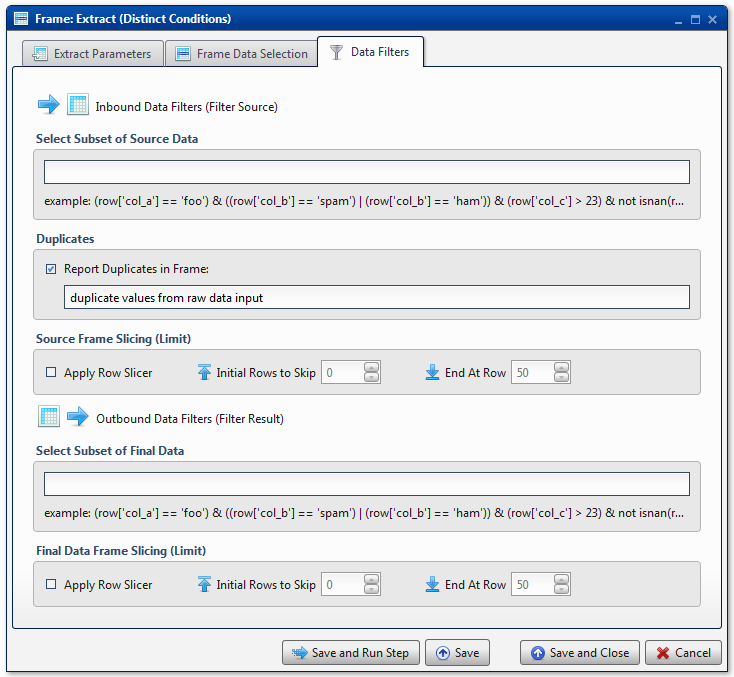 Frame: Extract (Distinct Conditions)
Extract Parameters Frame Data Selection Data Filters
Inbound Data Filters (Filter Source)
Select Subset of Source Data
example: (row['col_a'] == 'foo') & ((row['col_b'] == 'spam') | (row['col_b'] == 'ham')) & (row['col_c'] > 23) & not isnan(r...
Duplicates
Report Duplicates in Frame:
duplicate values from raw data input
Source Frame Slicing (Limit)
Apply Row Slicer Initial Rows to Skip 0 End At Row 50
Outbound Data Filters (Filter Result)
Select Subset of Final Data
example: (row['col_a'] == 'foo') & ((row['col_b'] == 'spam') | (row['col_b'] == 'ham')) & (row['col_c'] > 23) & not isnan(r...
Final Data Frame Slicing (Limit)
Apply Row Slicer Initial Rows to Skip 0 End At Row 50
Save and Run Step Save Save and Close Cancel